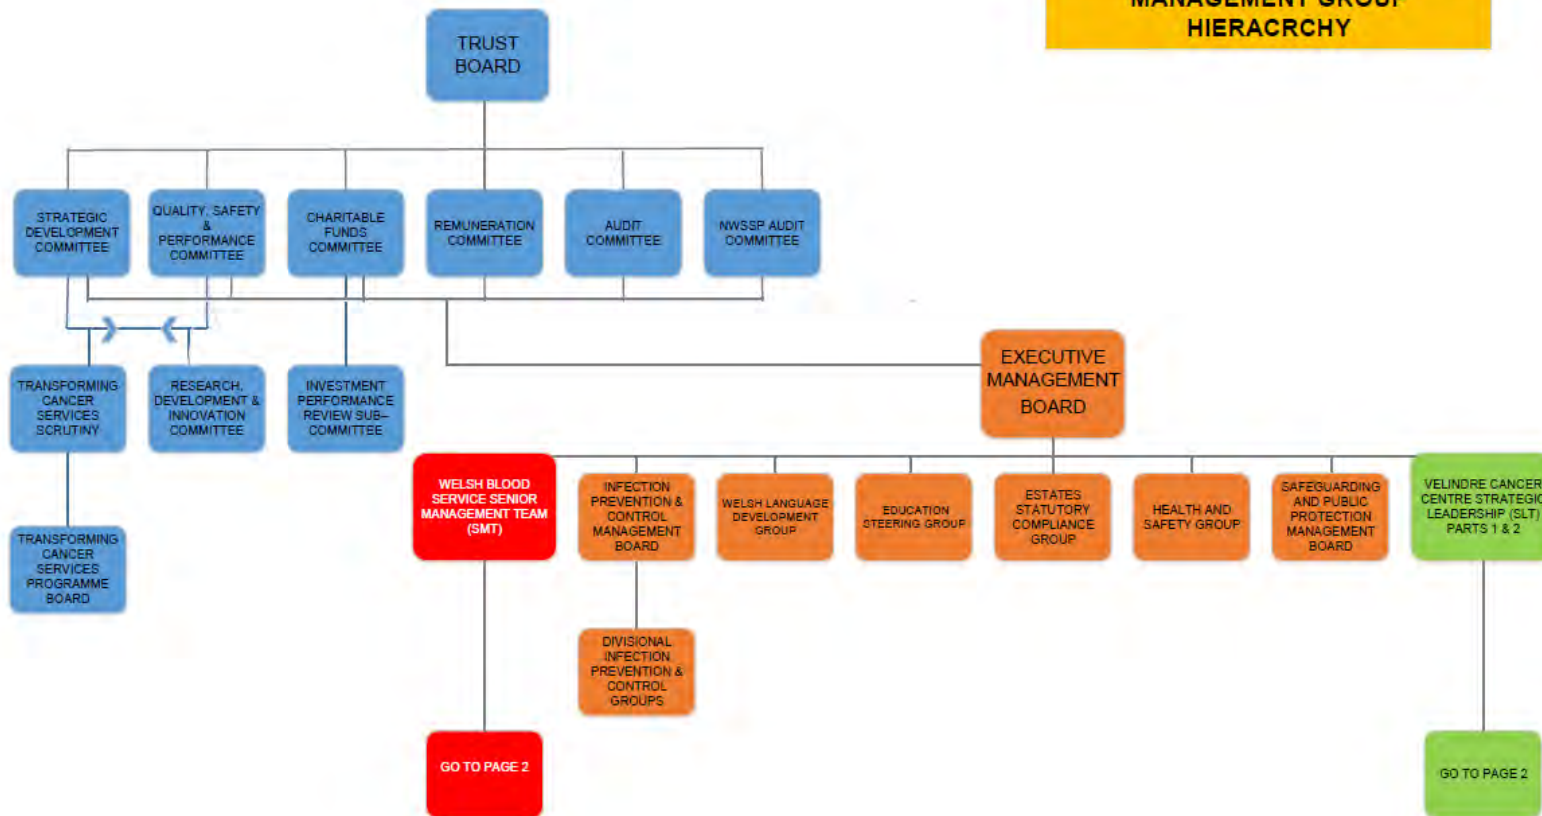 MANAGEMENT GROUP
HIERACRCHY
TRUST
BOARD
STRATEGIC
DEVELOPMENT
COMMITTEE
QUALITY, SAFETY
&
PERFORMANCE
COMMITTEE
CHARITABLE
FUNDS
COMMITTEE
REMUNERATION
COMMITTEE
AUDIT
COMMITTEE
NWSSP AUDIT
COMMITTEE
TRANSFORMING
CANCER
SERVICES
SCRUTINY
RESEARCH,
DEVELOPMENT &
INNOVATION
COMMITTEE
INVESTMENT
PERFORMANCE
REVIEW SUB–
COMMITTEE
EXECUTIVE
MANAGEMENT
BOARD
TRANSFORMING
CANCER
SERVICES
PROGRAMME
BOARD
WELSH BLOOD
SERVICE SENIOR
MANAGEMENT TEAM
(SMT)
INFECTION
PREVENTION &
CONTROL
MANAGEMENT
BOARD
WELSH LANGUAGE
DEVELOPMENT
GROUP
EDUCATION
STEERING GROUP
ESTATES
STATUTORY
COMPLIANCE
GROUP
HEALTH AND
SAFETY GROUP
SAFEGUARDING
AND PUBLIC
PROTECTION
MANAGEMENT
BOARD
VELINDRE CANCER
CENTRE STRATEGIC
LEADERSHIP (SLT)
PARTS 1 & 2
DIVISIONAL
INFECTION
PREVENTION &
CONTROL
GROUPS
GO TO PAGE 2
GO TO PAGE 2